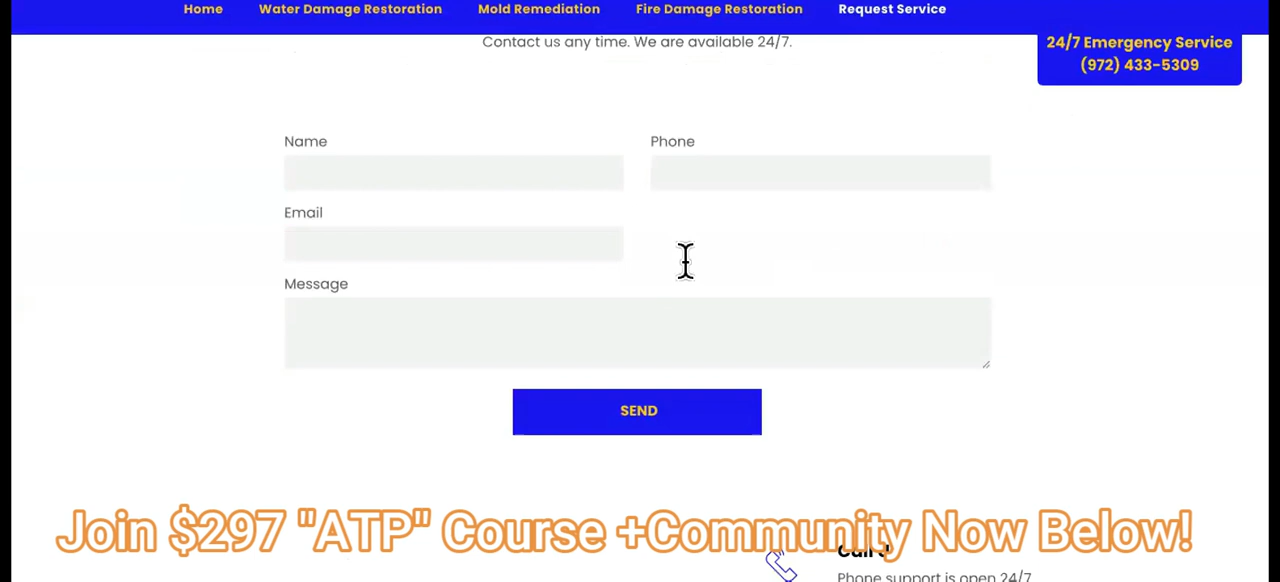 Home Water Damage Restoration Mold Remediation Fire Damage Restoration Request Service
Contact us any time. We are available 24/7.
24/7 Emergency Service
(972) 433-5309
Name Phone
Email
Message
SEND
Join $297 "ATP" Course +Community Now Below!
Call
Phone support is open 24/7